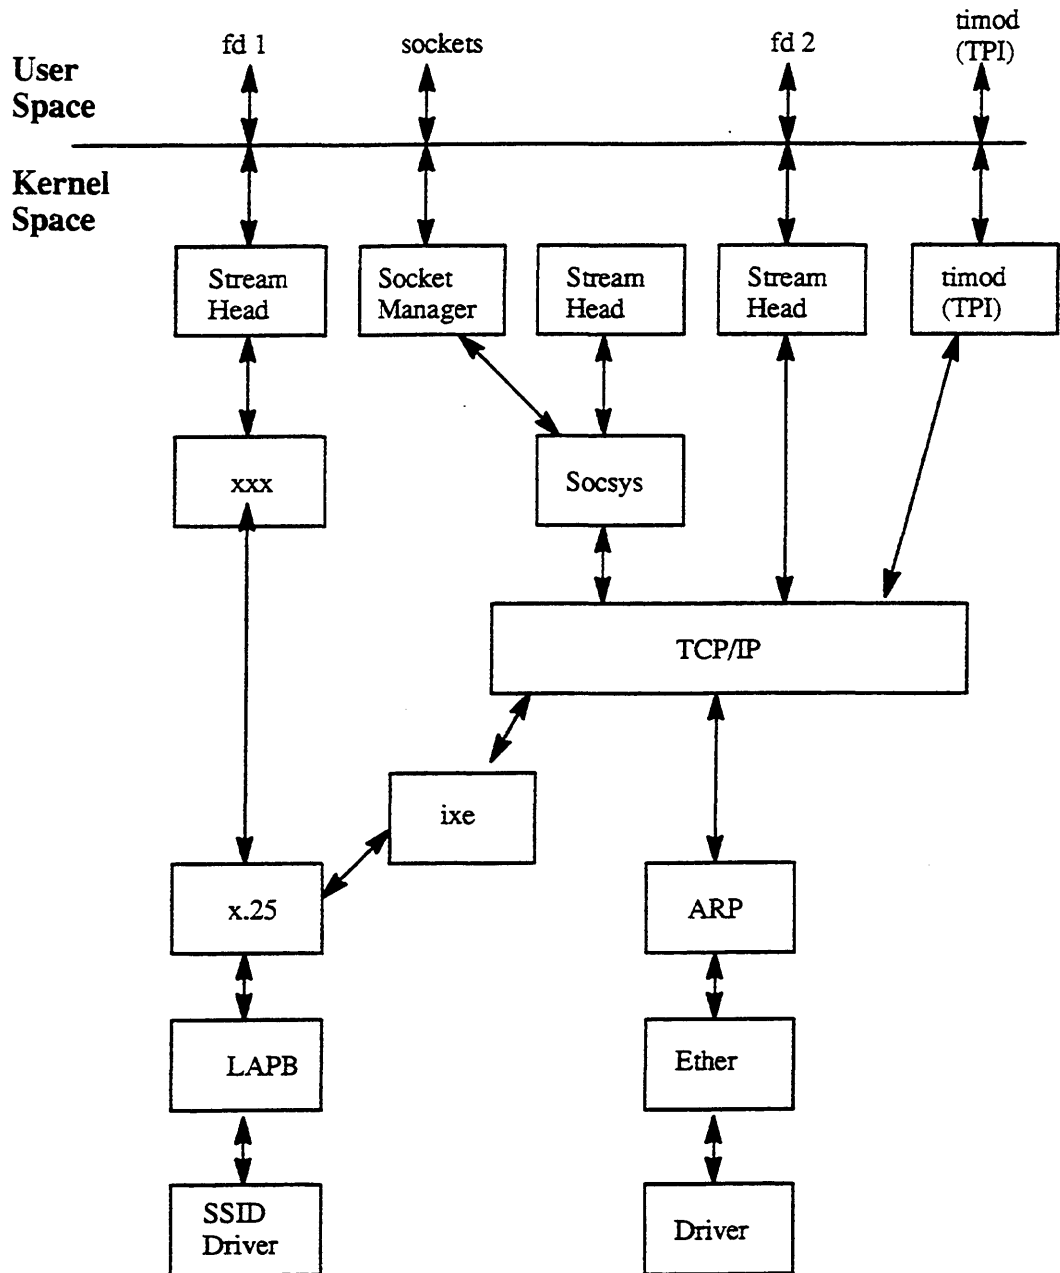 fd 1
sockets
fd 2
timod
(TPI)
User
Space
Kernel
Space
Stream
Head
Socket
Manager
Stream
Head
Stream
Head
timod
(TPI)
xxx
Socsys
TCP/IP
ixe
x.25
ARP
LAPB
Ether
SSID
Driver
Driver